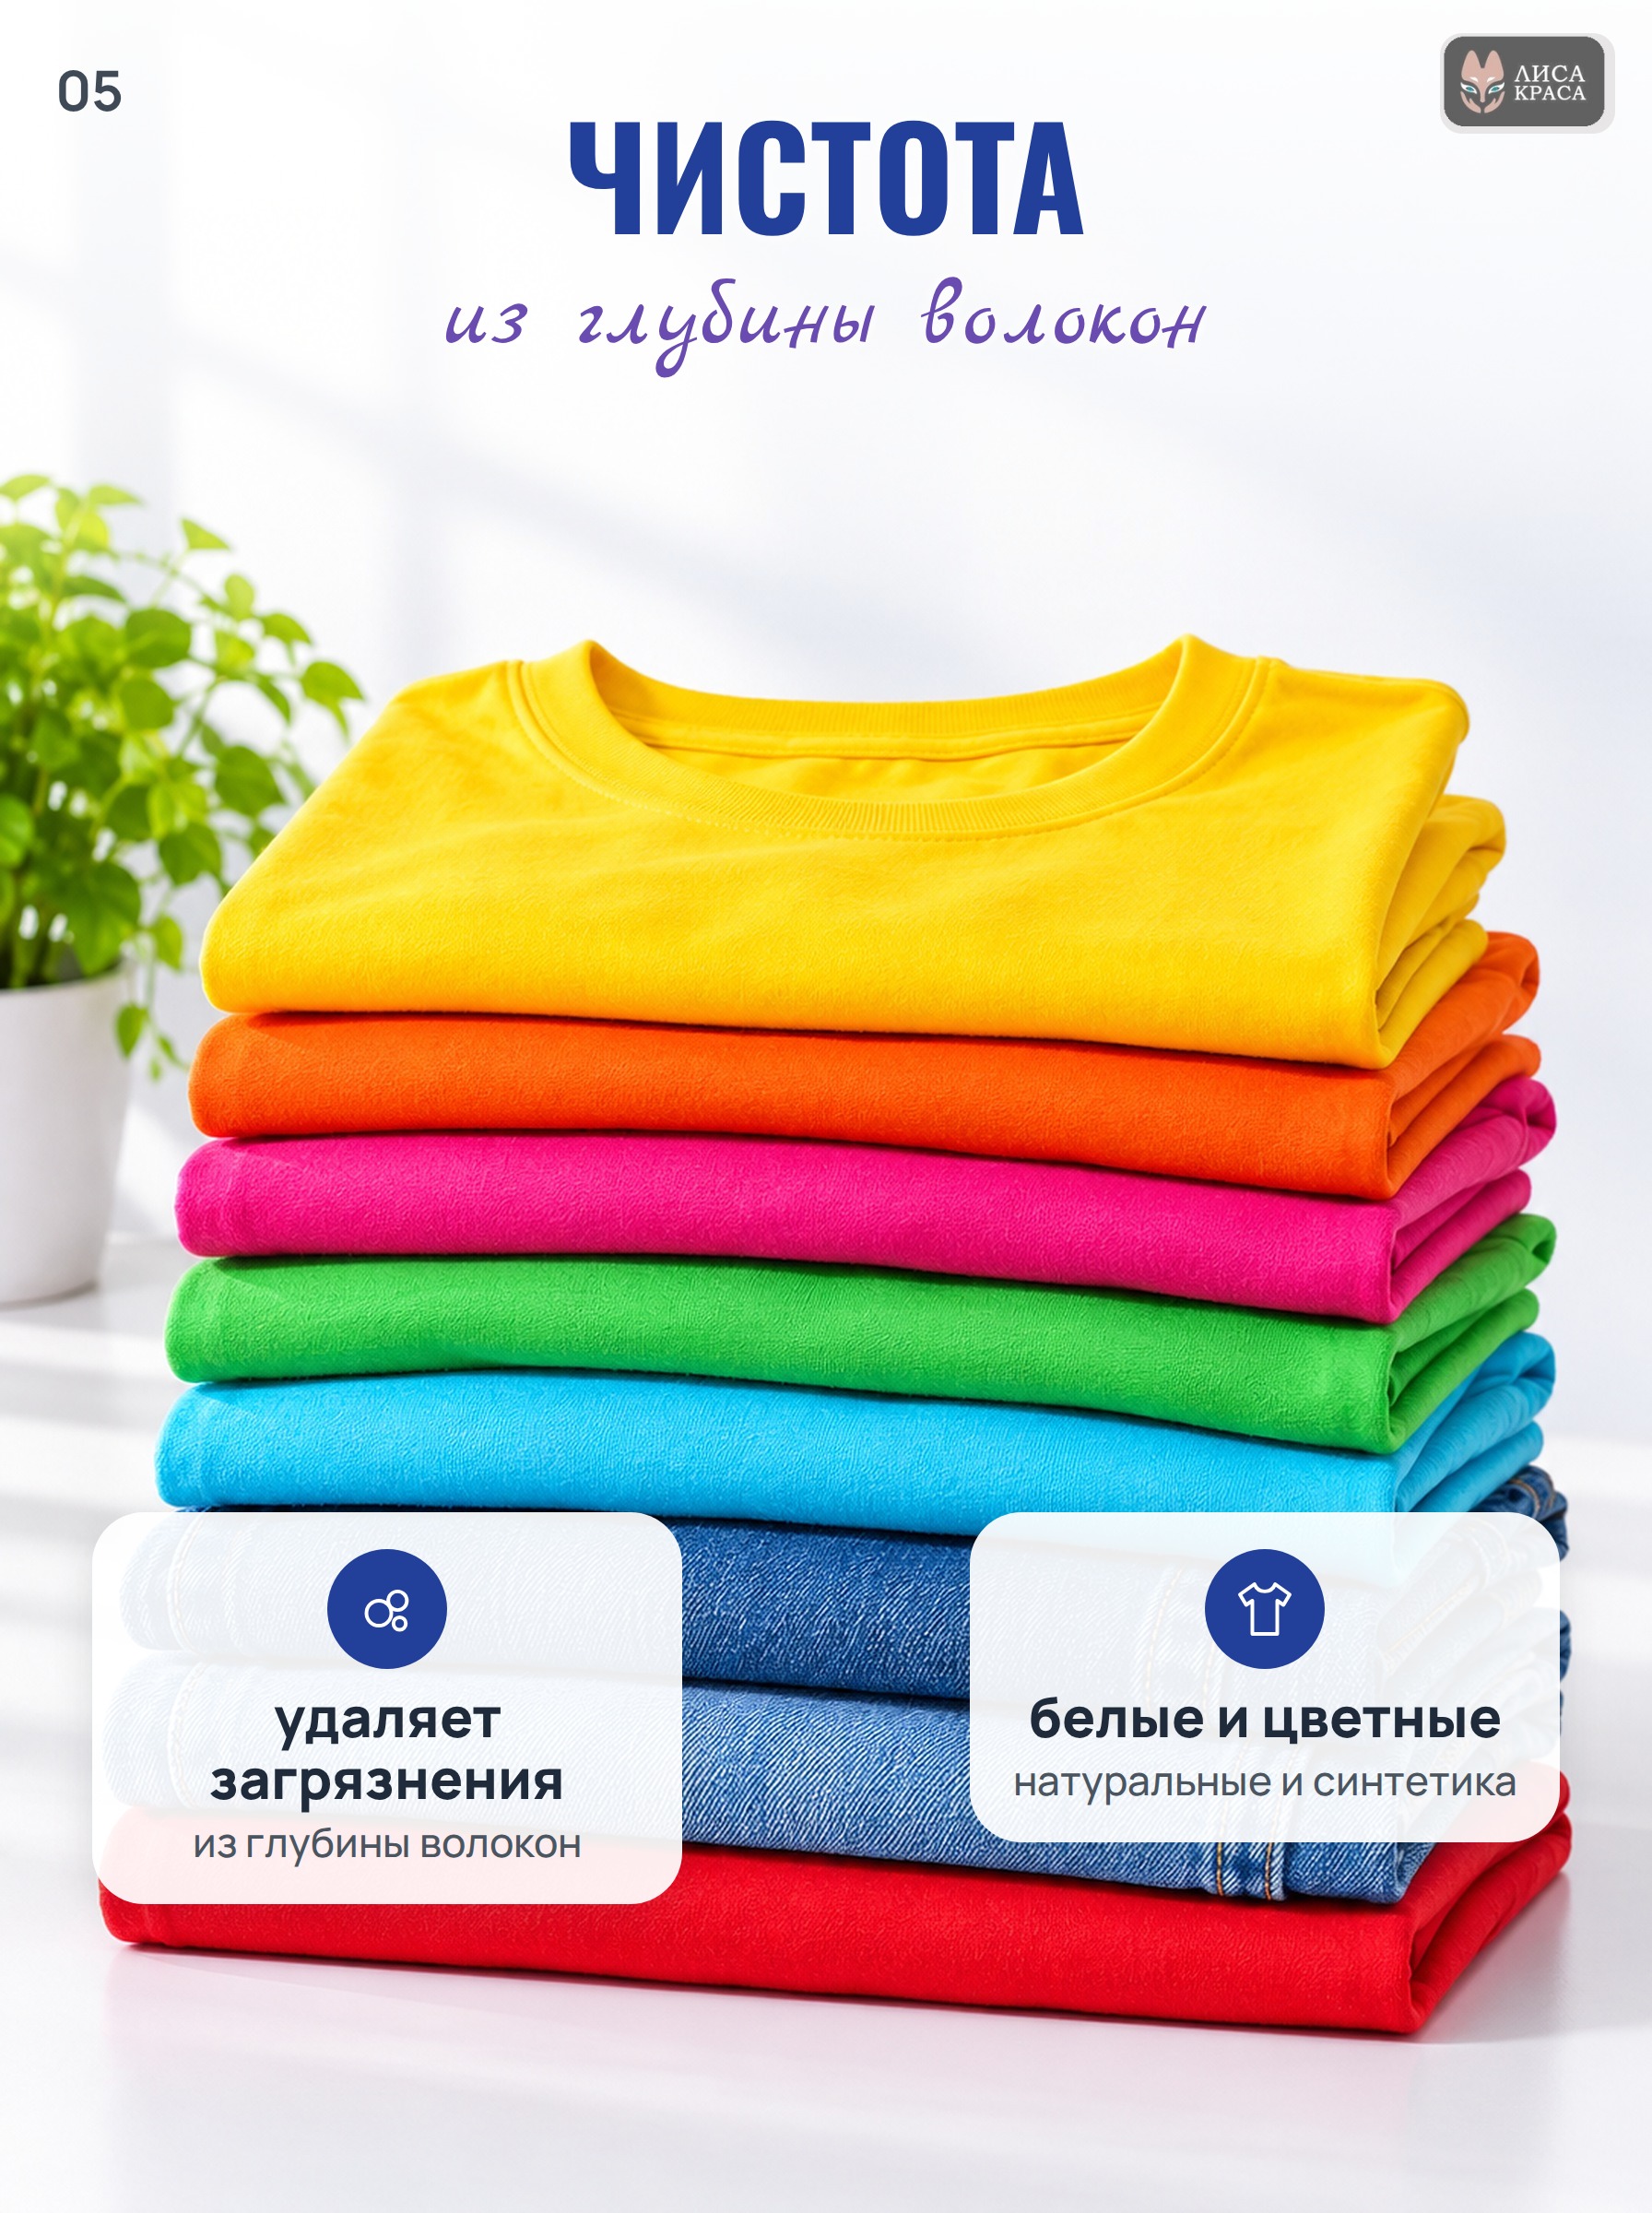 05
ЛИСА
КРАСА
ЧИСТОТА
из глубины волокон
удаляет
загрязнения
из глубины волокон
белые и цветные
натуральные и синтетика